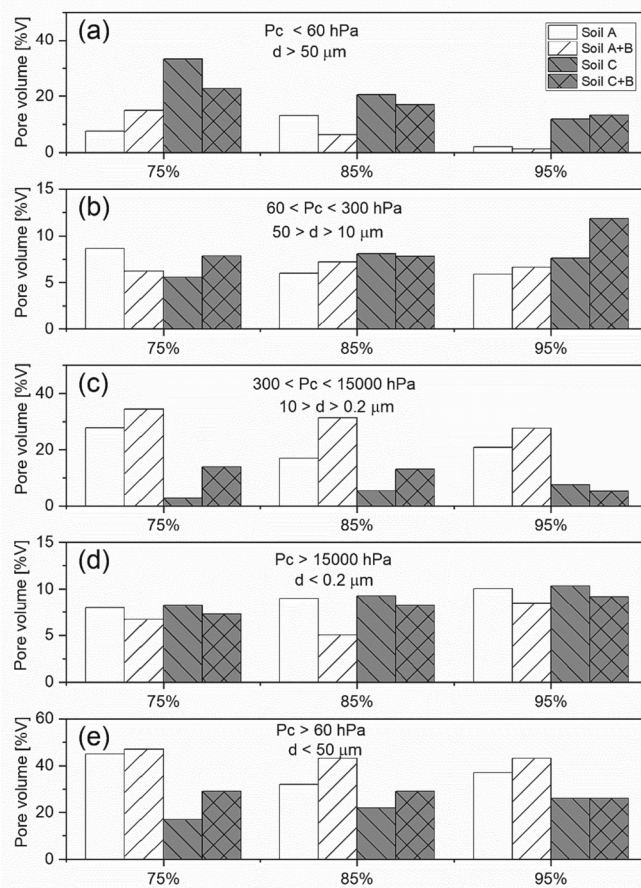 (a)
Pc < 60 hPa
d > 50 μm
Soil A
Soil A+B
Soil C
Soil C+B
Pore volume [%V]
40
20
0
75%
85%
95%
(b)
60 < Pc < 300 hPa
50 > d > 10 μm
Pore volume [%V]
15
10
5
0
75%
85%
95%
(c)
300 < Pc < 15000 hPa
10 > d > 0.2 μm
Pore volume [%V]
40
20
0
75%
85%
95%
(d)
Pc > 15000 hPa
d < 0.2 μm
Pore volume [%V]
15
10
5
0
75%
85%
95%
(e)
Pc > 60 hPa
d < 50 μm
Pore volume [%V]
60
40
20
0
75%
85%
95%